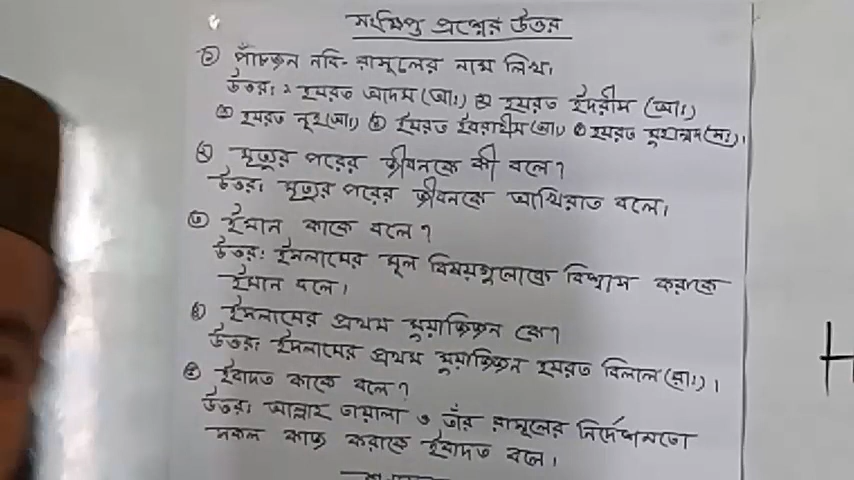 সংক্ষিপ্ত প্রশ্নের উত্তর
১ পাঁচজন নবি-রাসূলের নাম লিখ।
উত্তর: ১ হযরত আদম (আ:) ২ হযরত ইদরীস (আ:)
৩ হযরত নূহ (আ:) ৪ হযরত ইবরাহীম (আ:) ৫ হযরত মুহাম্মদ (সা:)।
২ মৃত্যুর পরের জীবনকে কী বলে?
উত্তর: মৃত্যুর পরের জীবনকে আখিরাত বলে।
৩ ইমান কাকে বলে?
উত্তর: ইসলামের মূল বিষয়গুলোকে বিশ্বাস করাকে
ইমান বলে।
৪ ইসলামের প্রথম মুয়াজ্জিন কে?
উত্তর: ইসলামের প্রথম মুয়াজ্জিন হযরত বিলাল (রা:)।
৫ ইবাদত কাকে বলে?
উত্তর: আল্লাহ তায়ালা ও তাঁর রাসূলের নির্দেশমতো
সকল কাজ করাকে ইবাদত বলে।
H